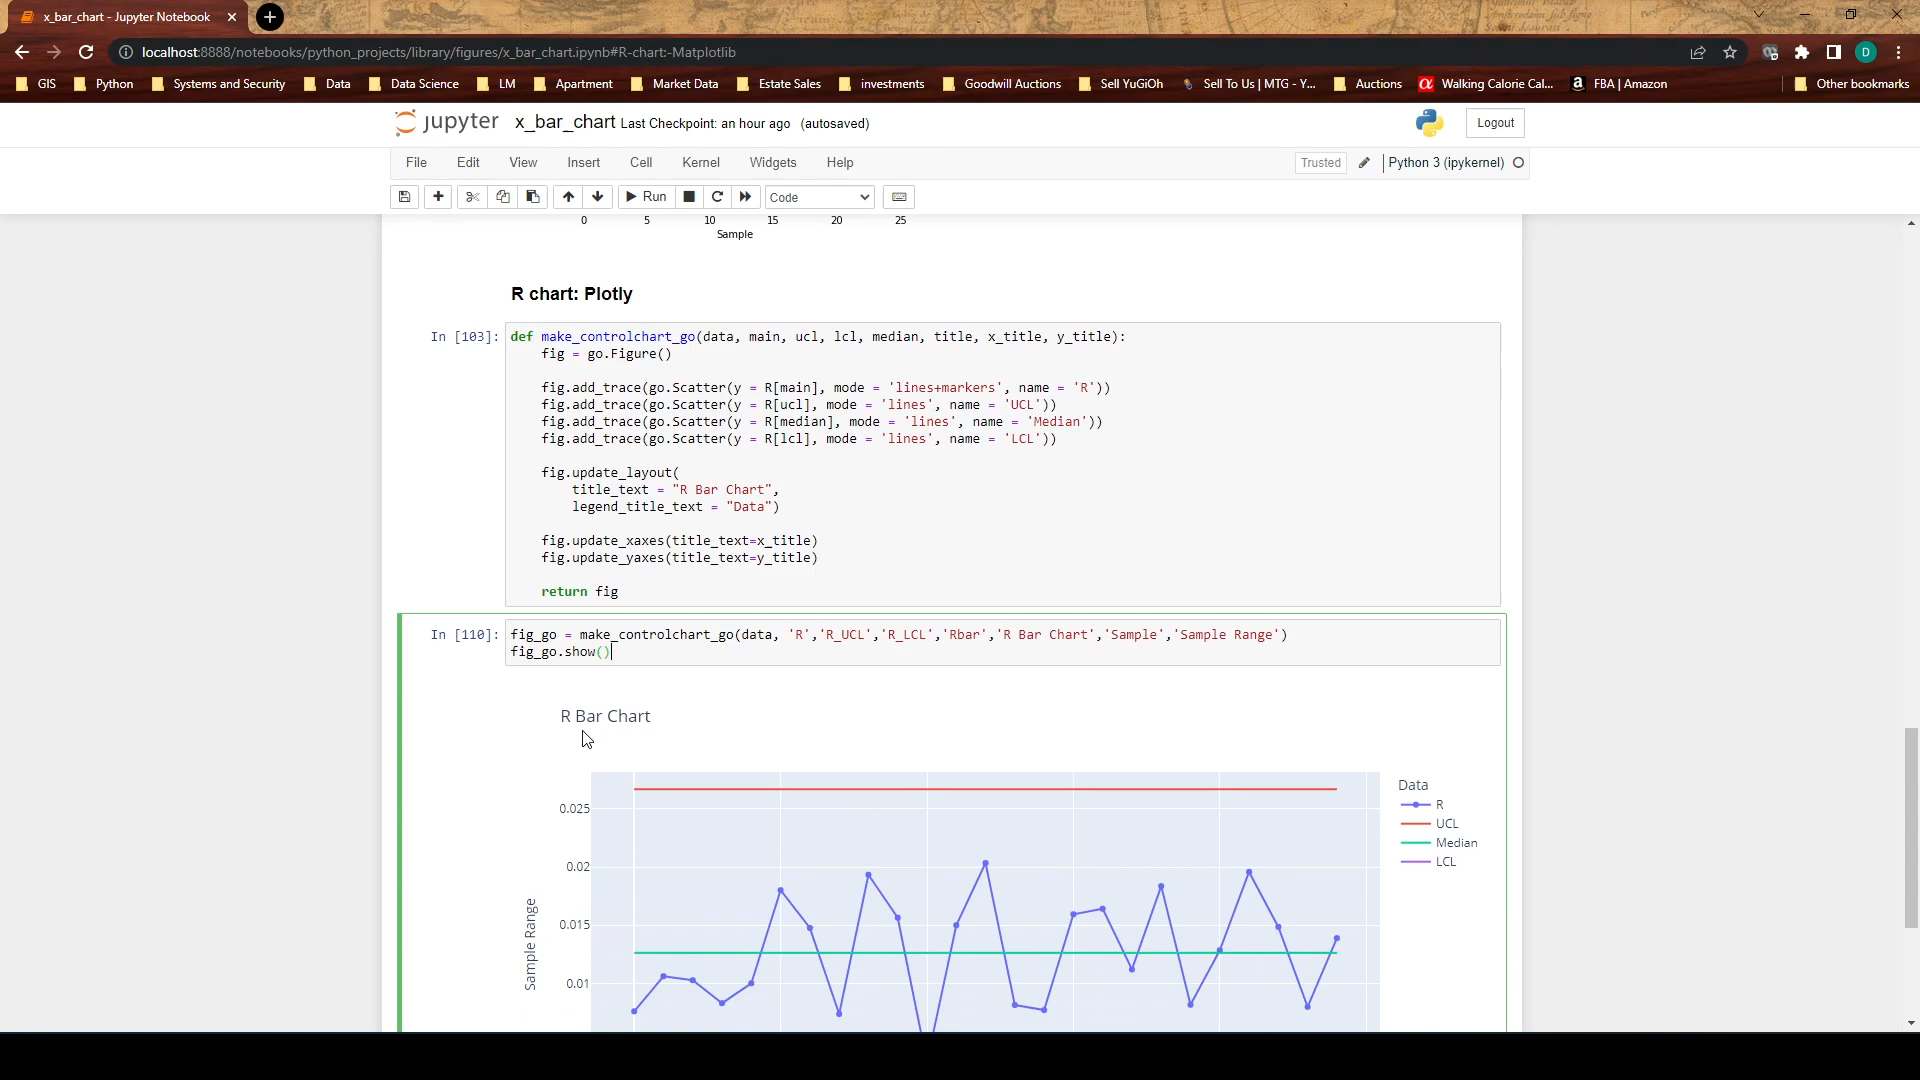 x_bar_chart - Jupyter Notebook
localhost:8888/notebooks/python_projects/library/figures/x_bar_chart.ipynb#R-chart:-Matplotlib
D
GIS Python Systems and Security Data Data Science LM Apartment Market Data Estate Sales investments Goodwill Auctions Sell YuGiOh Sell To Us | MTG - Y... Auctions Walking Calorie Cal... FBA | Amazon Other bookmarks
jupyter x_bar_chart Last Checkpoint: an hour ago (autosaved) Logout
File Edit View Insert Cell Kernel Widgets Help Trusted Python 3 (ipykernel)
Run Code
0 5 10 15 20 25
Sample
R chart: Plotly
In [103]: def make_controlchart_go(data, main, ucl, lcl, median, title, x_title, y_title):
fig = go.Figure()
fig.add_trace(go.Scatter(y = R[main], mode = 'lines+markers', name = 'R'))
fig.add_trace(go.Scatter(y = R[ucl], mode = 'lines', name = 'UCL'))
fig.add_trace(go.Scatter(y = R[median], mode = 'lines', name = 'Median'))
fig.add_trace(go.Scatter(y = R[lcl], mode = 'lines', name = 'LCL'))
fig.update_layout(
title_text = "R Bar Chart",
legend_title_text = "Data")
fig.update_xaxes(title_text=x_title)
fig.update_yaxes(title_text=y_title)
return fig
In [110]: fig_go = make_controlchart_go(data, 'R','R_UCL','R_LCL','Rbar','R Bar Chart','Sample','Sample Range')
fig_go.show()
R Bar Chart
Data
R
UCL
Median
LCL
0.025
0.02
0.015
0.01
Sample Range